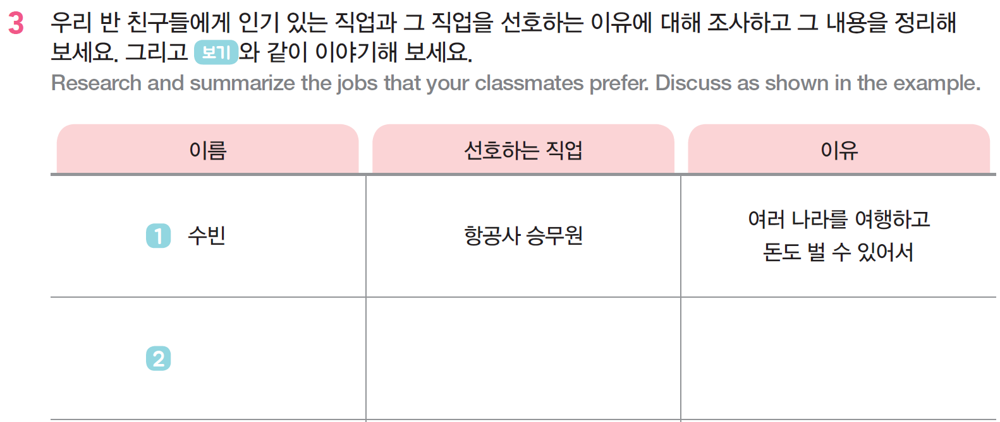 3 우리 반 친구들에게 인기 있는 직업과 그 직업을 선호하는 이유에 대해 조사하고 그 내용을 정리해
보세요. 그리고 보기와 같이 이야기해 보세요.
Research and summarize the jobs that your classmates prefer. Discuss as shown in the example.
이름 선호하는 직업 이유
1 수빈 항공사 승무원 여러 나라를 여행하고
돈도 벌 수 있어서
2